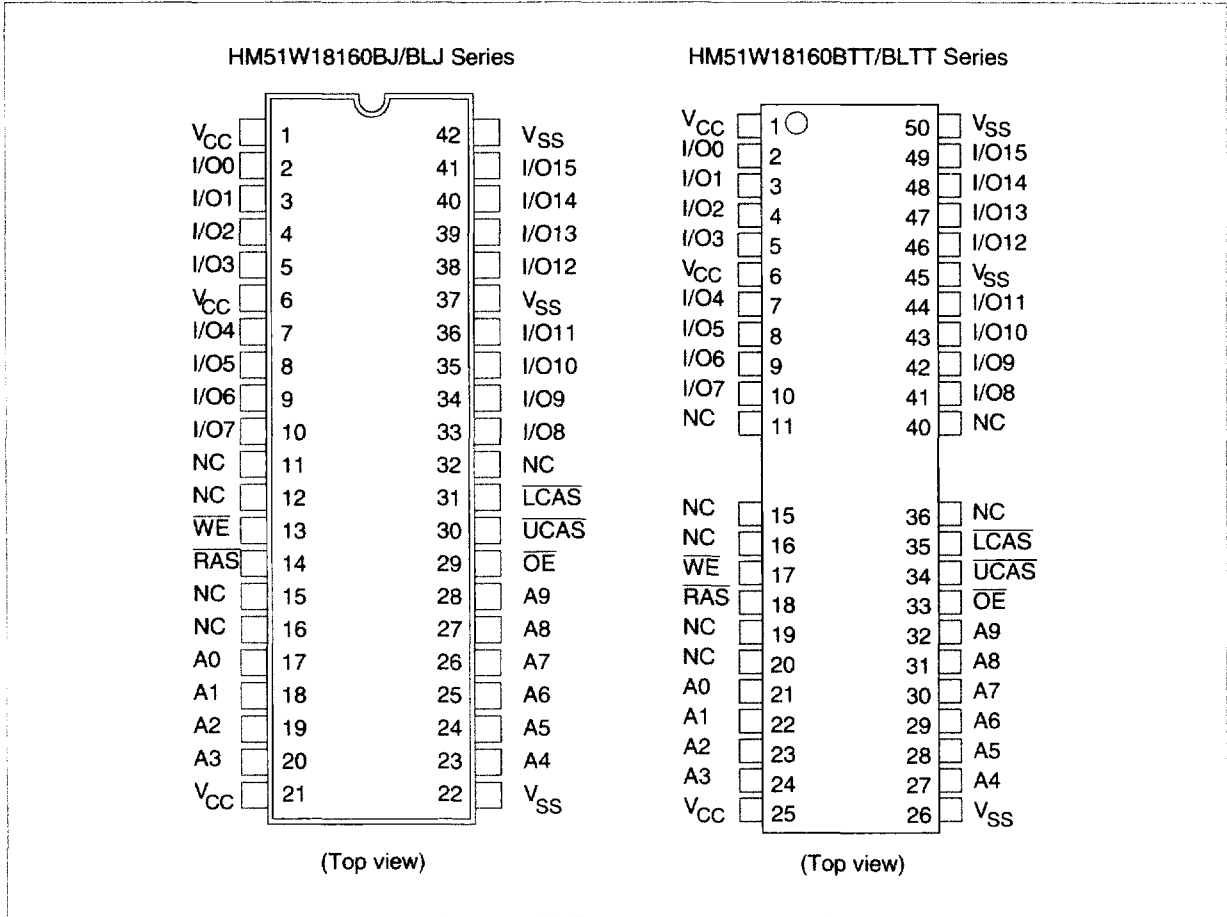 HM51W18160BJ/BLJ Series
VCC 1 42 VSS
I/O0 2 41 I/O15
I/O1 3 40 I/O14
I/O2 4 39 I/O13
I/O3 5 38 I/O12
VCC 6 37 VSS
I/O4 7 36 I/O11
I/O5 8 35 I/O10
I/O6 9 34 I/O9
I/O7 10 33 I/O8
NC 11 32 NC
NC 12 31 LCAS
WE 13 30 UCAS
RAS 14 29 OE
NC 15 28 A9
NC 16 27 A8
A0 17 26 A7
A1 18 25 A6
A2 19 24 A5
A3 20 23 A4
VCC 21 22 VSS
(Top view)
HM51W18160BTT/BLTT Series
VCC 1 50 VSS
I/O0 2 49 I/O15
I/O1 3 48 I/O14
I/O2 4 47 I/O13
I/O3 5 46 I/O12
VCC 6 45 VSS
I/O4 7 44 I/O11
I/O5 8 43 I/O10
I/O6 9 42 I/O9
I/O7 10 41 I/O8
NC 11 40 NC
NC 15 36 NC
NC 16 35 LCAS
WE 17 34 UCAS
RAS 18 33 OE
NC 19 32 A9
NC 20 31 A8
A0 21 30 A7
A1 22 29 A6
A2 23 28 A5
A3 24 27 A4
VCC 25 26 VSS
(Top view)